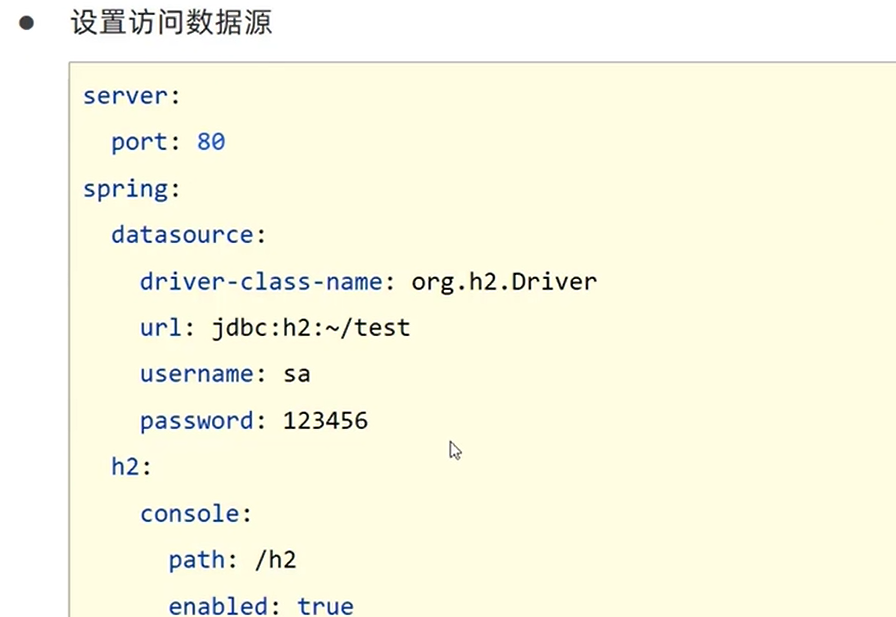 ● 设置访问数据源
server:
  port: 80
spring:
  datasource:
    driver-class-name: org.h2.Driver
    url: jdbc:h2:~/test
    username: sa
    password: 123456
  h2:
    console:
      path: /h2
      enabled: true